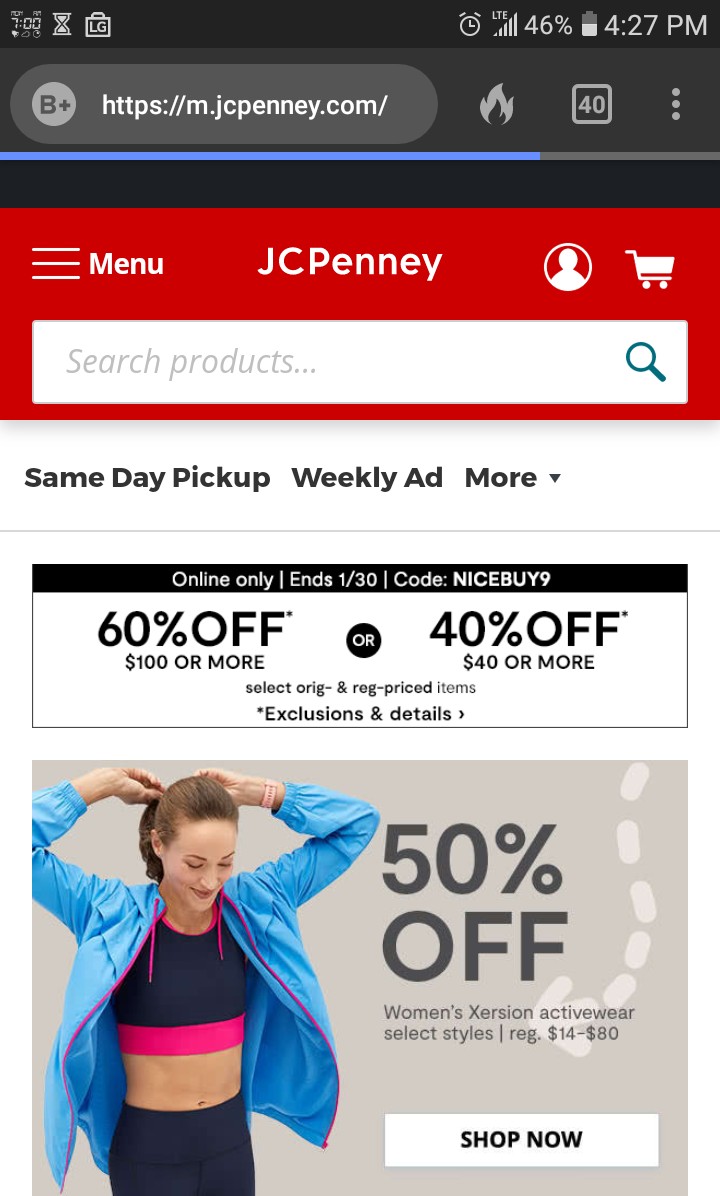 MON AM
7:00
LG
LTE
46%
4:27 PM
B+
https://m.jcpenney.com/
40
Menu
JCPenney
Search products...
Same Day Pickup Weekly Ad More
Online only | Ends 1/30 | Code: NICEBUY9
60%OFF* OR 40%OFF*
$100 OR MORE $40 OR MORE
select orig- & reg-priced items
*Exclusions & details ›
50%
OFF
Women's Xersion activewear
select styles | reg. $14-$80
SHOP NOW